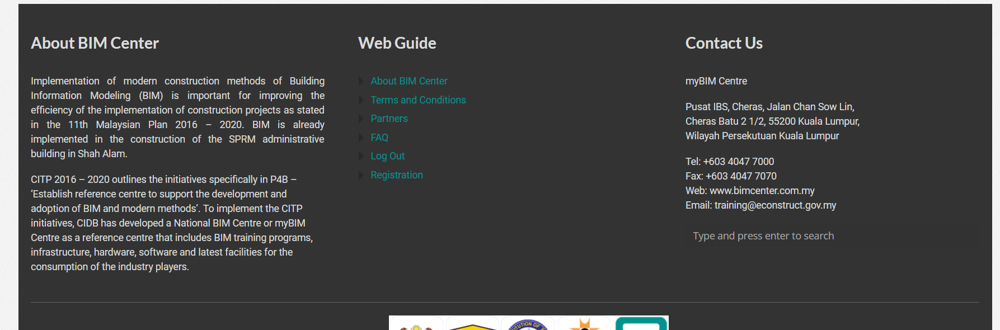 About BIM Center
Implementation of modern construction methods of Building
Information Modeling (BIM) is important for improving the
efficiency of the implementation of construction projects as stated
in the 11th Malaysian Plan 2016 – 2020. BIM is already
implemented in the construction of the SPRM administrative
building in Shah Alam.
CITP 2016 – 2020 outlines the initiatives specifically in P4B –
‘Establish reference centre to support the development and
adoption of BIM and modern methods’. To implement the CITP
initiatives, CIDB has developed a National BIM Centre or myBIM
Centre as a reference centre that includes BIM training programs,
infrastructure, hardware, software and latest facilities for the
consumption of the industry players.
Web Guide
About BIM Center
Terms and Conditions
Partners
FAQ
Log Out
Registration
Contact Us
myBIM Centre
Pusat IBS, Cheras, Jalan Chan Sow Lin,
Cheras Batu 2 1/2, 55200 Kuala Lumpur,
Wilayah Persekutuan Kuala Lumpur
Tel: +603 4047 7000
Fax: +603 4047 7070
Web: www.bimcenter.com.my
Email: training@econstruct.gov.my
Type and press enter to search